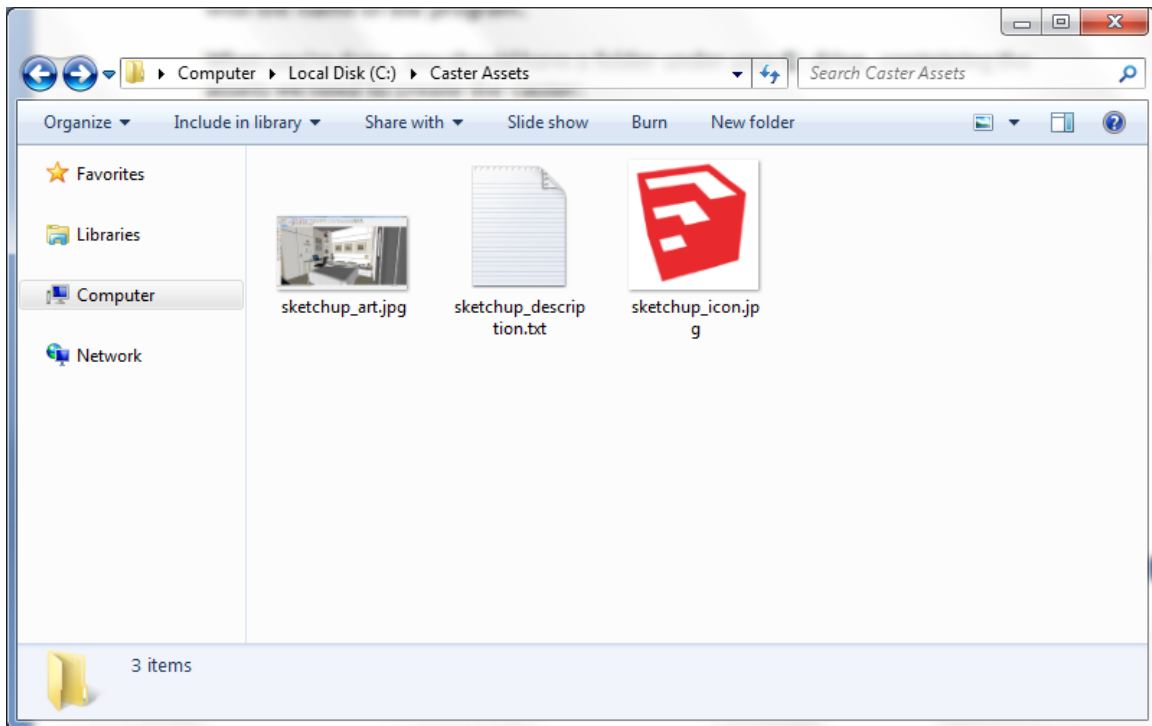 Computer ▸ Local Disk (C:) ▸ Caster Assets
Search Caster Assets
Organize Include in library Share with Slide show Burn New folder
Favorites
Libraries
Computer
Network
sketchup_art.jpg
sketchup_descrip
tion.txt
sketchup_icon.jp
g
3 items